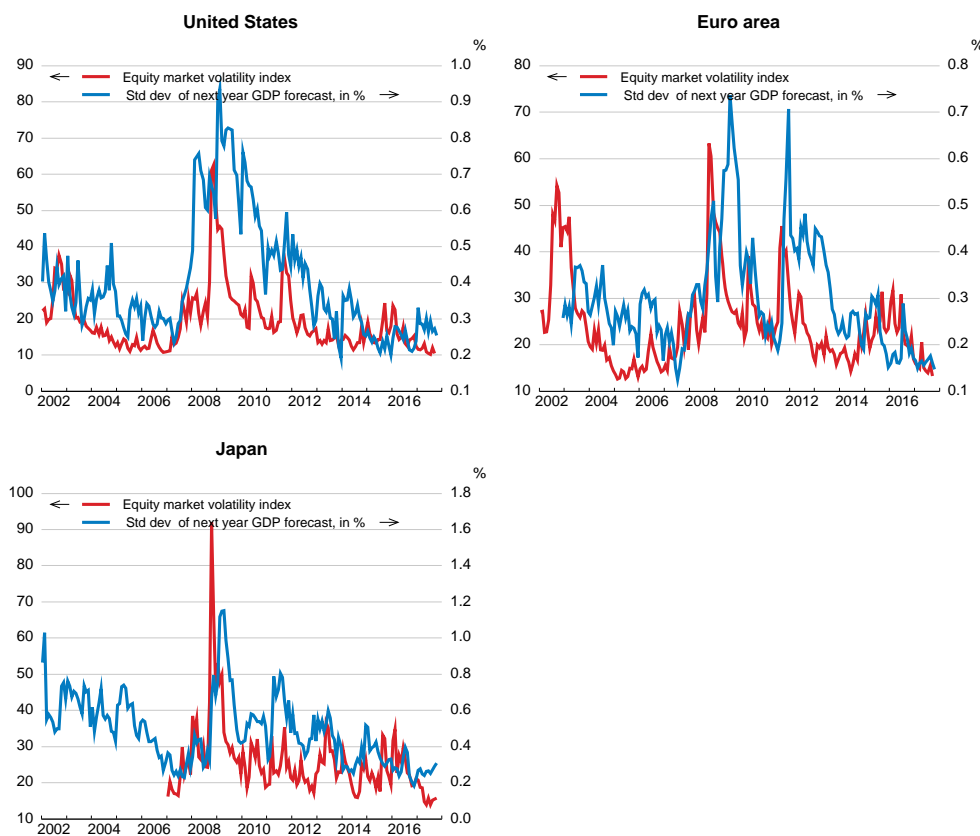 United States
%
90 1.0
← Equity market volatility index
Std dev of next year GDP forecast, in % →
80 0.9
70 0.8
60 0.7
50 0.6
40 0.5
30 0.4
20 0.3
10 0.2
0 0.1
2002 2004 2006 2008 2010 2012 2014 2016
Euro area
%
80 0.8
← Equity market volatility index
Std dev of next year GDP forecast, in % →
70 0.7
60 0.6
50 0.5
40 0.4
30 0.3
20 0.2
10 0.1
2002 2004 2006 2008 2010 2012 2014 2016
Japan
%
100 1.8
← Equity market volatility index
Std dev of next year GDP forecast, in % →
90 1.6
80 1.4
70 1.2
60 1.0
50 0.8
40 0.6
30 0.4
20 0.2
10 0.0
2002 2004 2006 2008 2010 2012 2014 2016